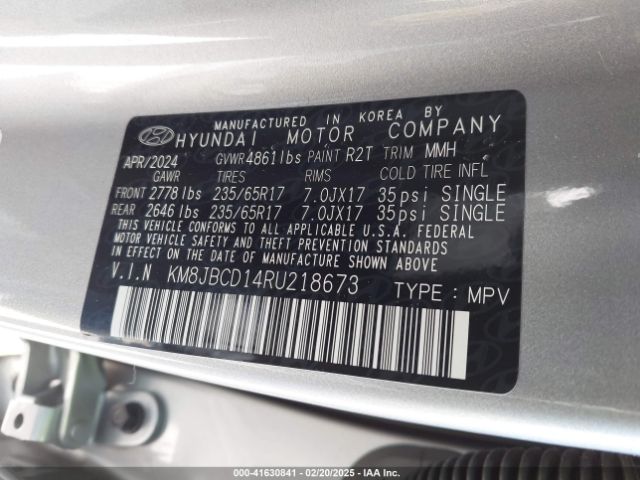 MANUFACTURED IN KOREA BY
HYUNDAI MOTOR COMPANY
APR/2024 GVWR 4861lbs PAINT R2T TRIM MMH
GAWR TIRES RIMS COLD TIRE INFL
FRONT 2778 lbs 235/65R17 7.0JX17 35psi SINGLE
REAR 2646 lbs 235/65R17 7.0JX17 35psi SINGLE
THIS VEHICLE CONFORMS TO ALL APPLICABLE U.S.A. FEDERAL
MOTOR VEHICLE SAFETY AND THEFT PREVENTION STANDARDS
IN EFFECT ON THE DATE OF MANUFACTURE SHOWN ABOVE.
V.I.N KM8JBCD14RU218673 TYPE : MPV
000-41630841 - 02/20/2025 - IAA Inc.